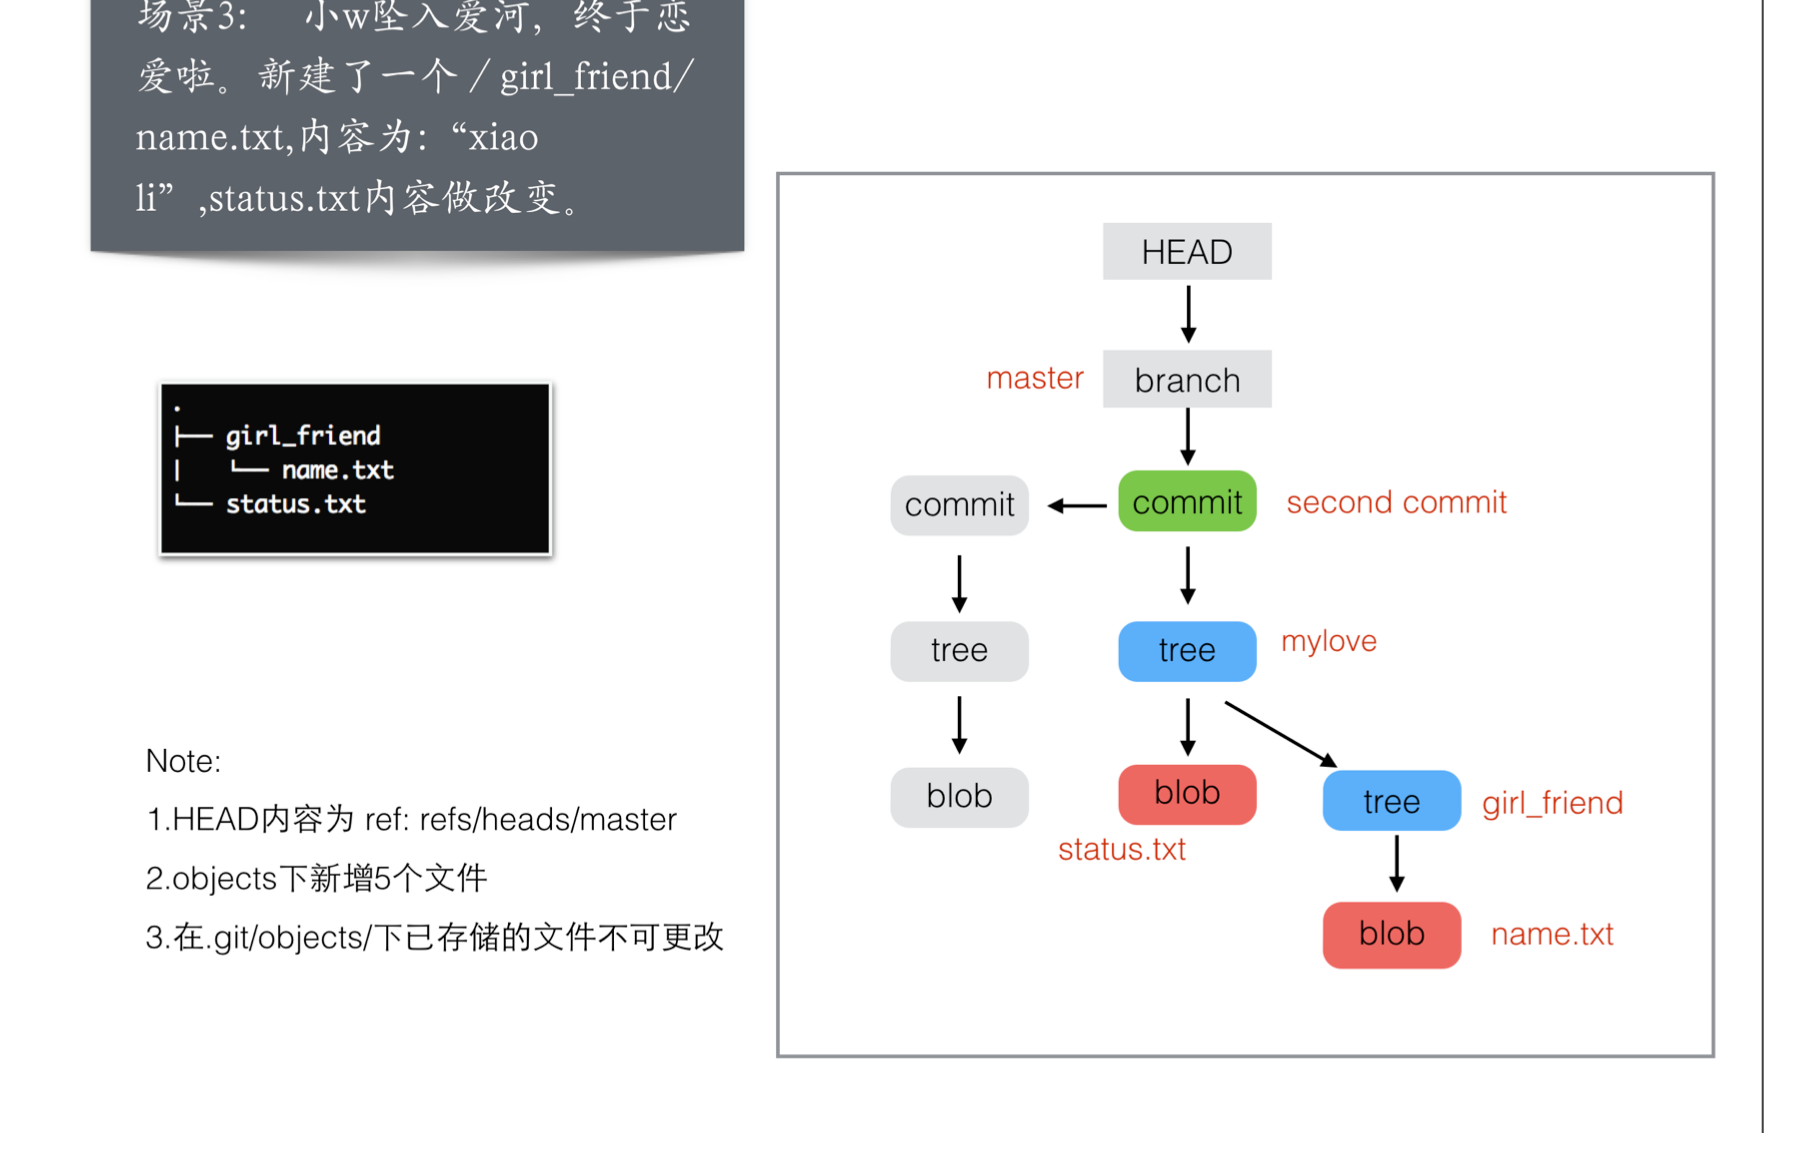 场景3: 小w坠入爱河，终于恋
爱啦。新建了一个／girl_friend/
name.txt,内容为:“xiao
li”,status.txt内容做改变。
.
├── girl_friend
|   └── name.txt
└── status.txt
Note:
1.HEAD内容为 ref: refs/heads/master
2.objects下新增5个文件
3.在.git/objects/下已存储的文件不可更改
HEAD
master branch
commit commit second commit
tree tree mylove
blob blob tree girl_friend
status.txt
blob name.txt